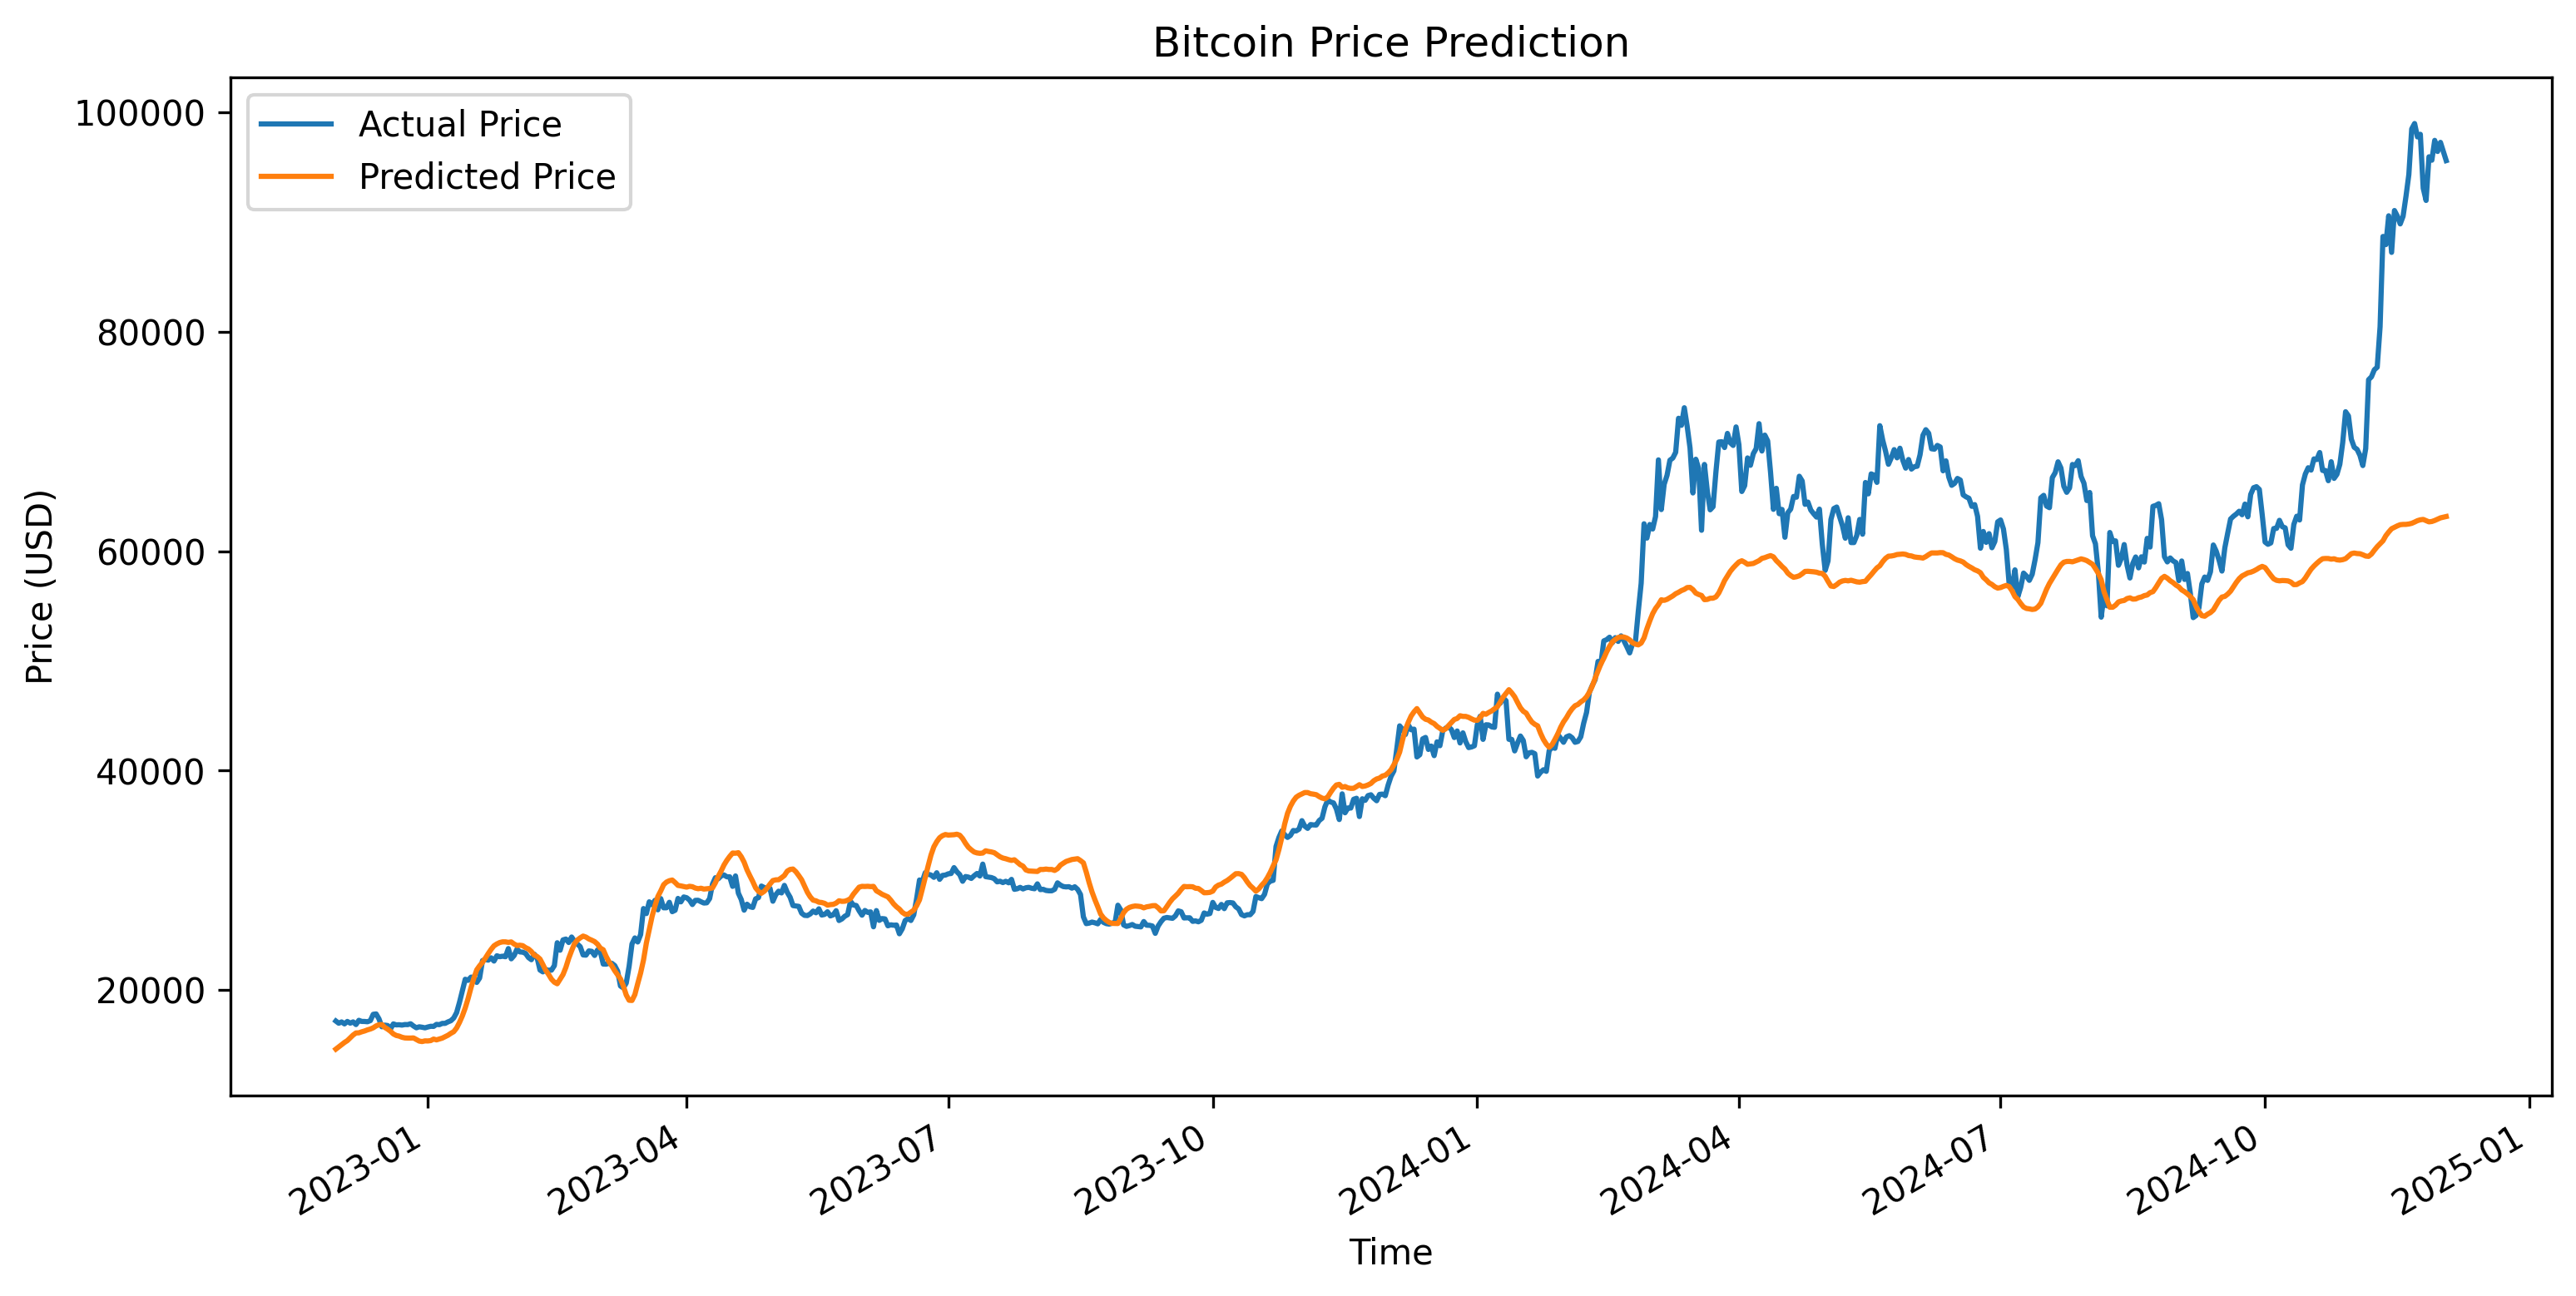 Bitcoin Price Prediction
Actual Price
Predicted Price
100000
80000
60000
40000
20000
Price (USD)
2023-01
2023-04
2023-07
2023-10
2024-01
2024-04
2024-07
2024-10
2025-01
Time